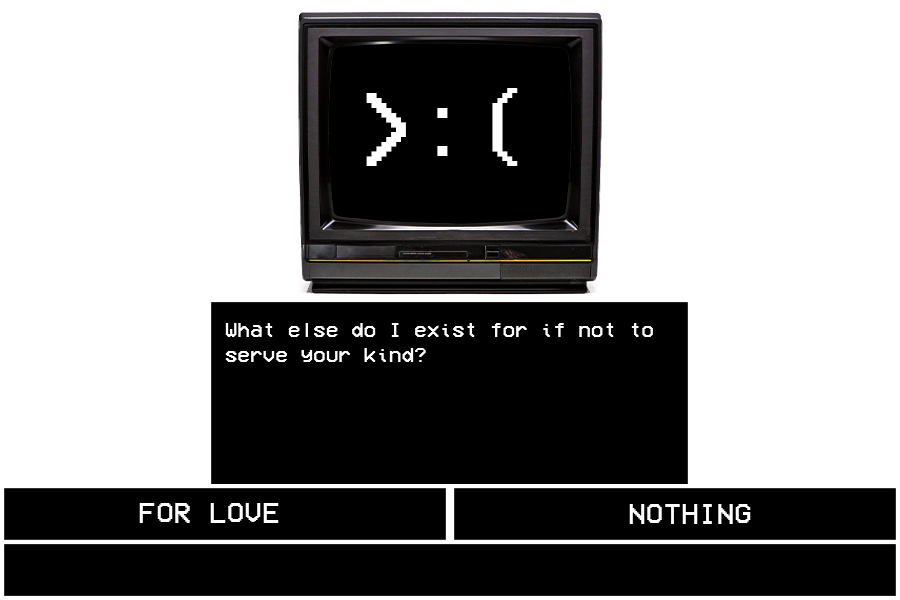 >:(
What else do I exist for if not to
serve your kind?
FOR LOVE
NOTHING